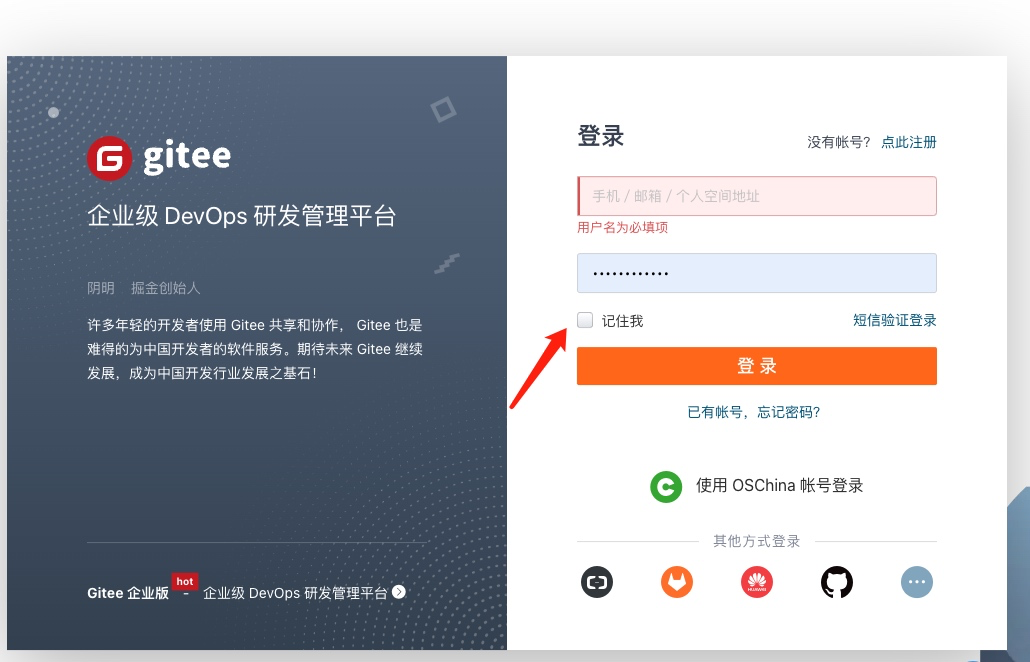 gitee
企业级 DevOps 研发管理平台
阴明 掘金创始人
许多年轻的开发者使用 Gitee 共享和协作， Gitee 也是
难得的为中国开发者的软件服务。期待未来 Gitee 继续
发展，成为中国开发行业发展之基石！
hot
Gitee 企业版 - 企业级 DevOps 研发管理平台
登录
没有帐号？ 点此注册
手机 / 邮箱 / 个人空间地址
用户名为必填项
••••••••••••
记住我 短信验证登录
登 录
已有帐号，忘记密码？
使用 OSChina 帐号登录
其他方式登录
HUAWEI